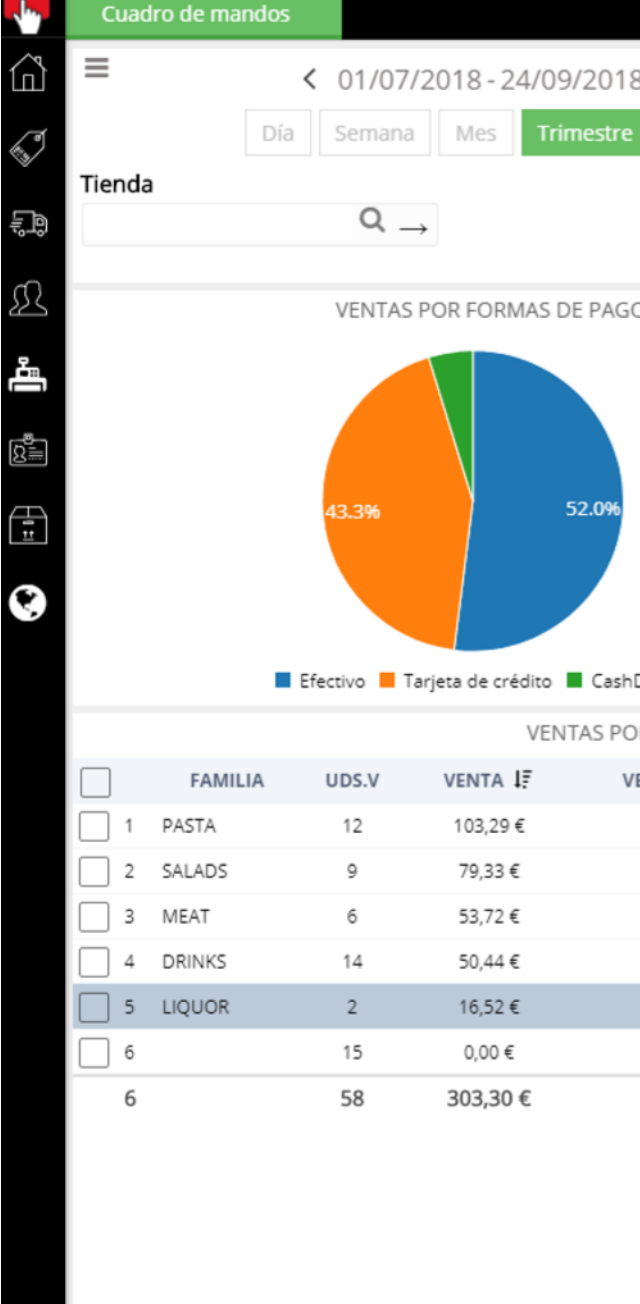 Cuadro de mandos
< 01/07/2018 - 24/09/2018
Día Semana Mes Trimestre
Tienda
VENTAS POR FORMAS DE PAGO
43.3% 52.0%
Efectivo Tarjeta de crédito CashD
VENTAS POR
FAMILIA UDS.V VENTA VE
1 PASTA 12 103,29 €
2 SALADS 9 79,33 €
3 MEAT 6 53,72 €
4 DRINKS 14 50,44 €
5 LIQUOR 2 16,52 €
6 15 0,00 €
6 58 303,30 €